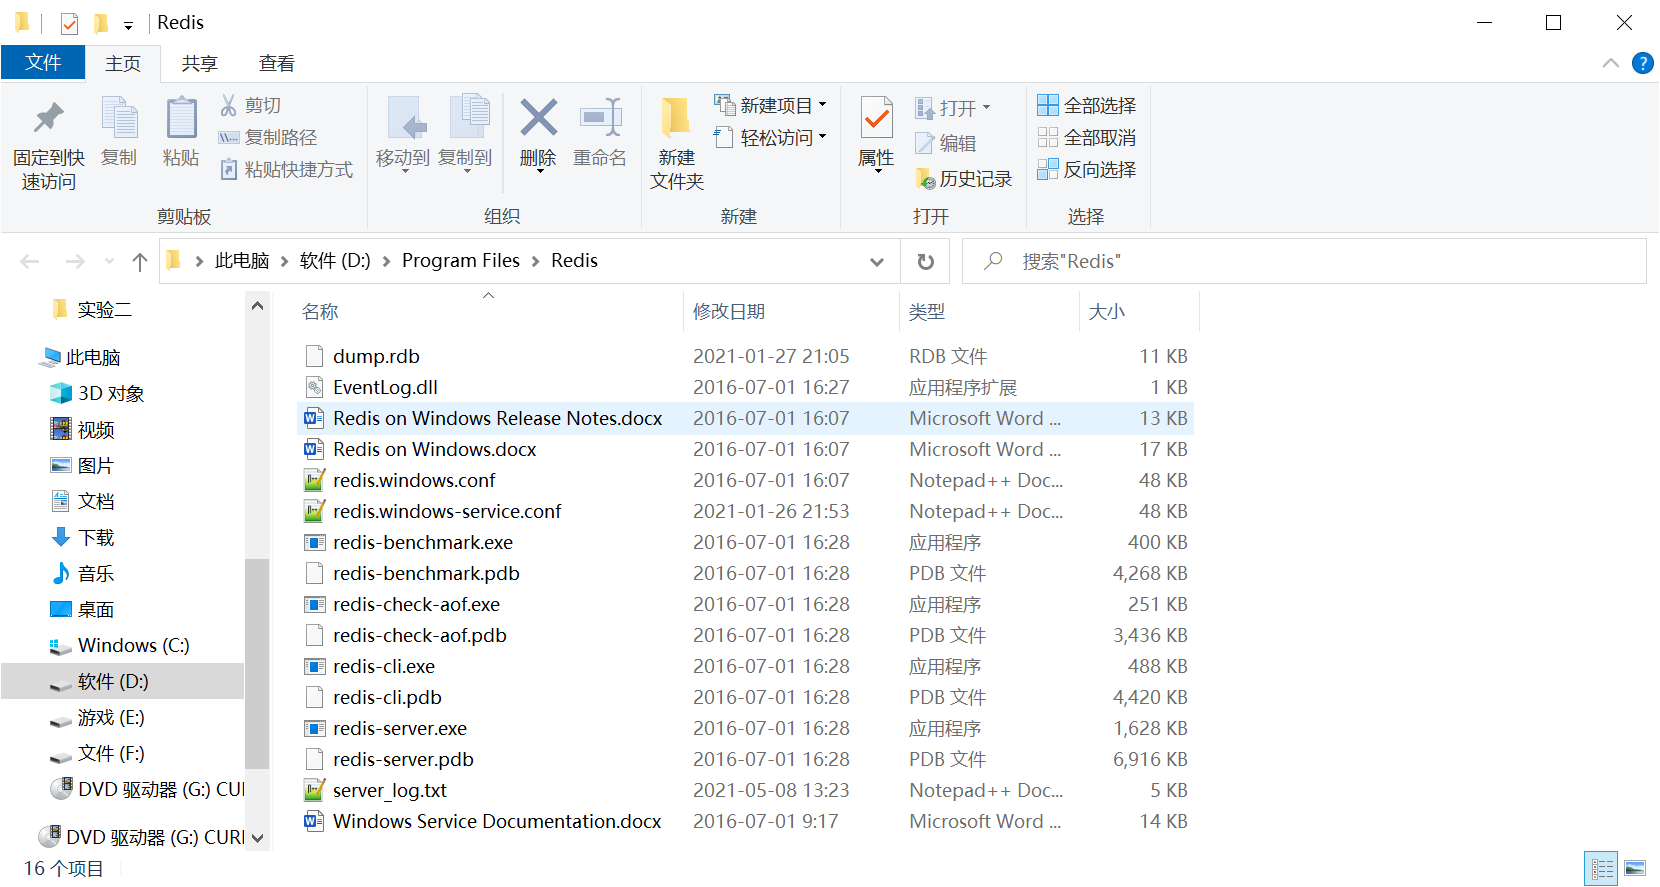 Redis
文件 主页 共享 查看
固定到快速访问
复制
粘贴
剪切
复制路径
粘贴快捷方式
剪贴板
移动到
复制到
删除
重命名
组织
新建文件夹
新建项目
轻松访问
新建
属性
打开
编辑
历史记录
打开
全部选择
全部取消
反向选择
选择
此电脑 > 软件 (D:) > Program Files > Redis
搜索"Redis"
实验二
此电脑
3D 对象
视频
图片
文档
下载
音乐
桌面
Windows (C:)
软件 (D:)
游戏 (E:)
文件 (F:)
DVD 驱动器 (G:) CUI
DVD 驱动器 (G:) CURI
名称 修改日期 类型 大小
dump.rdb 2021-01-27 21:05 RDB 文件 11 KB
EventLog.dll 2016-07-01 16:27 应用程序扩展 1 KB
Redis on Windows Release Notes.docx 2016-07-01 16:07 Microsoft Word ... 13 KB
Redis on Windows.docx 2016-07-01 16:07 Microsoft Word ... 17 KB
redis.windows.conf 2016-07-01 16:07 Notepad++ Doc... 48 KB
redis.windows-service.conf 2021-01-26 21:53 Notepad++ Doc... 48 KB
redis-benchmark.exe 2016-07-01 16:28 应用程序 400 KB
redis-benchmark.pdb 2016-07-01 16:28 PDB 文件 4,268 KB
redis-check-aof.exe 2016-07-01 16:28 应用程序 251 KB
redis-check-aof.pdb 2016-07-01 16:28 PDB 文件 3,436 KB
redis-cli.exe 2016-07-01 16:28 应用程序 488 KB
redis-cli.pdb 2016-07-01 16:28 PDB 文件 4,420 KB
redis-server.exe 2016-07-01 16:28 应用程序 1,628 KB
redis-server.pdb 2016-07-01 16:28 PDB 文件 6,916 KB
server_log.txt 2021-05-08 13:23 Notepad++ Doc... 5 KB
Windows Service Documentation.docx 2016-07-01 9:17 Microsoft Word ... 14 KB
16 个项目